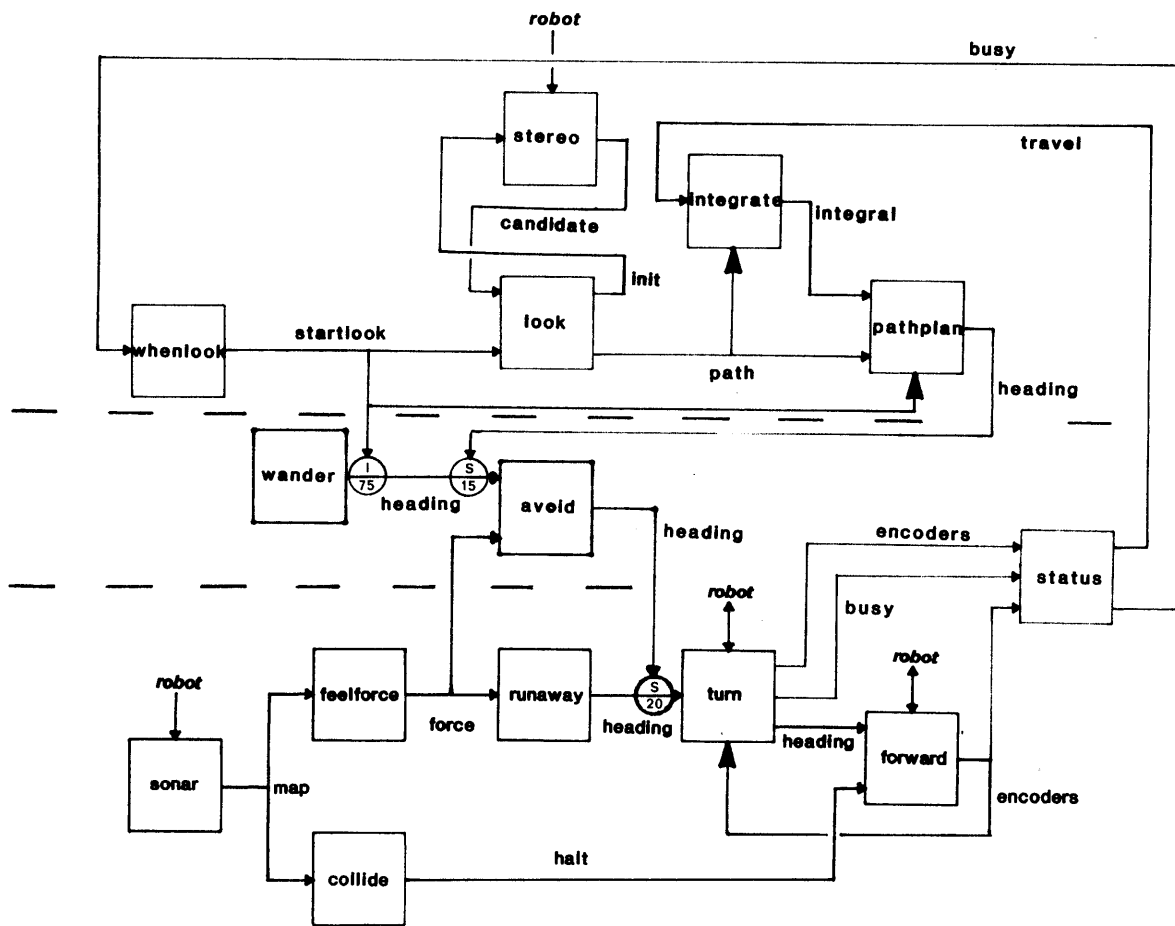 robot
busy
stereo
travel
integrate
integral
candidate
init
look
pathplan
whenlook
startlook
path
heading
wander
I
75
heading
S
15
avoid
heading
encoders
status
busy
robot
robot
robot
feelforce
force
runaway
heading
S
20
turn
heading
forward
sonar
map
encoders
halt
collide